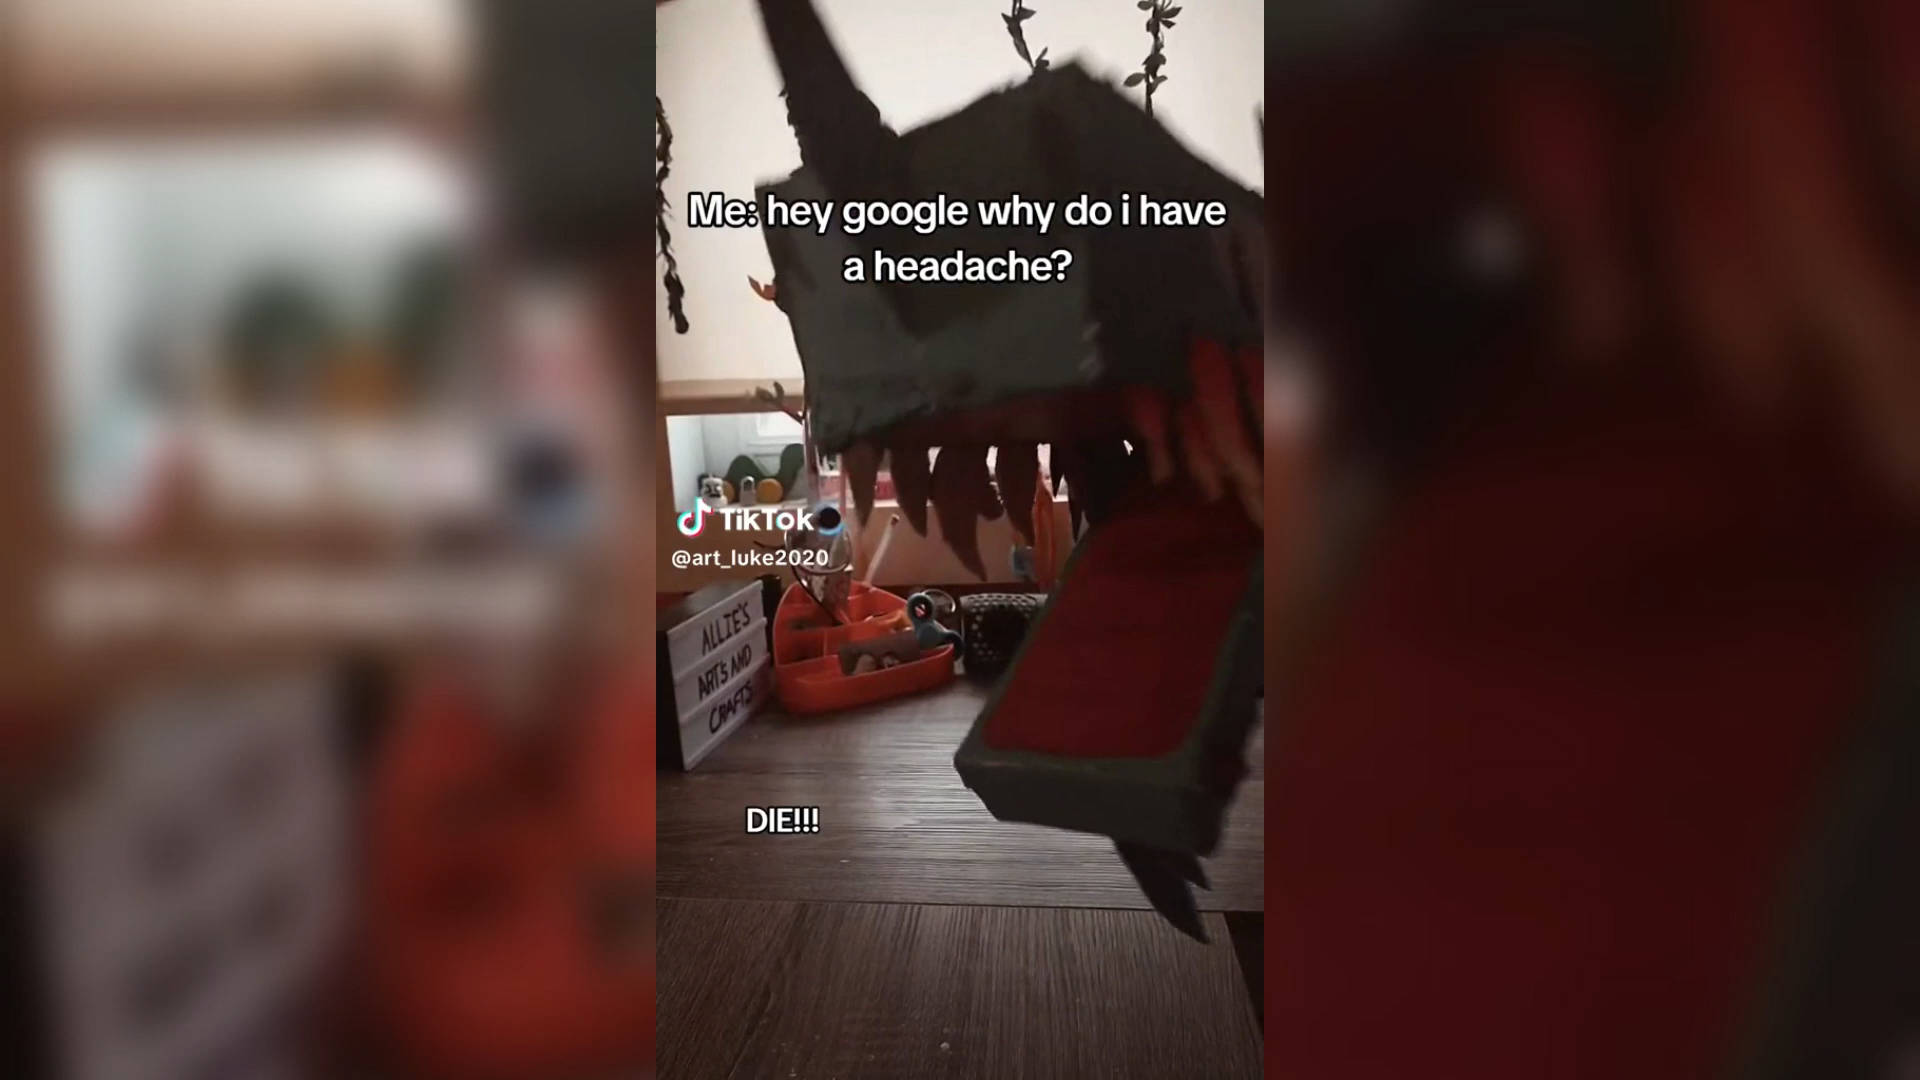 Me: hey google why do i have
a headache?
TikTok
@art_luke2020
ALLIE'S
ARTS AND
CRAFTS
DIE!!!